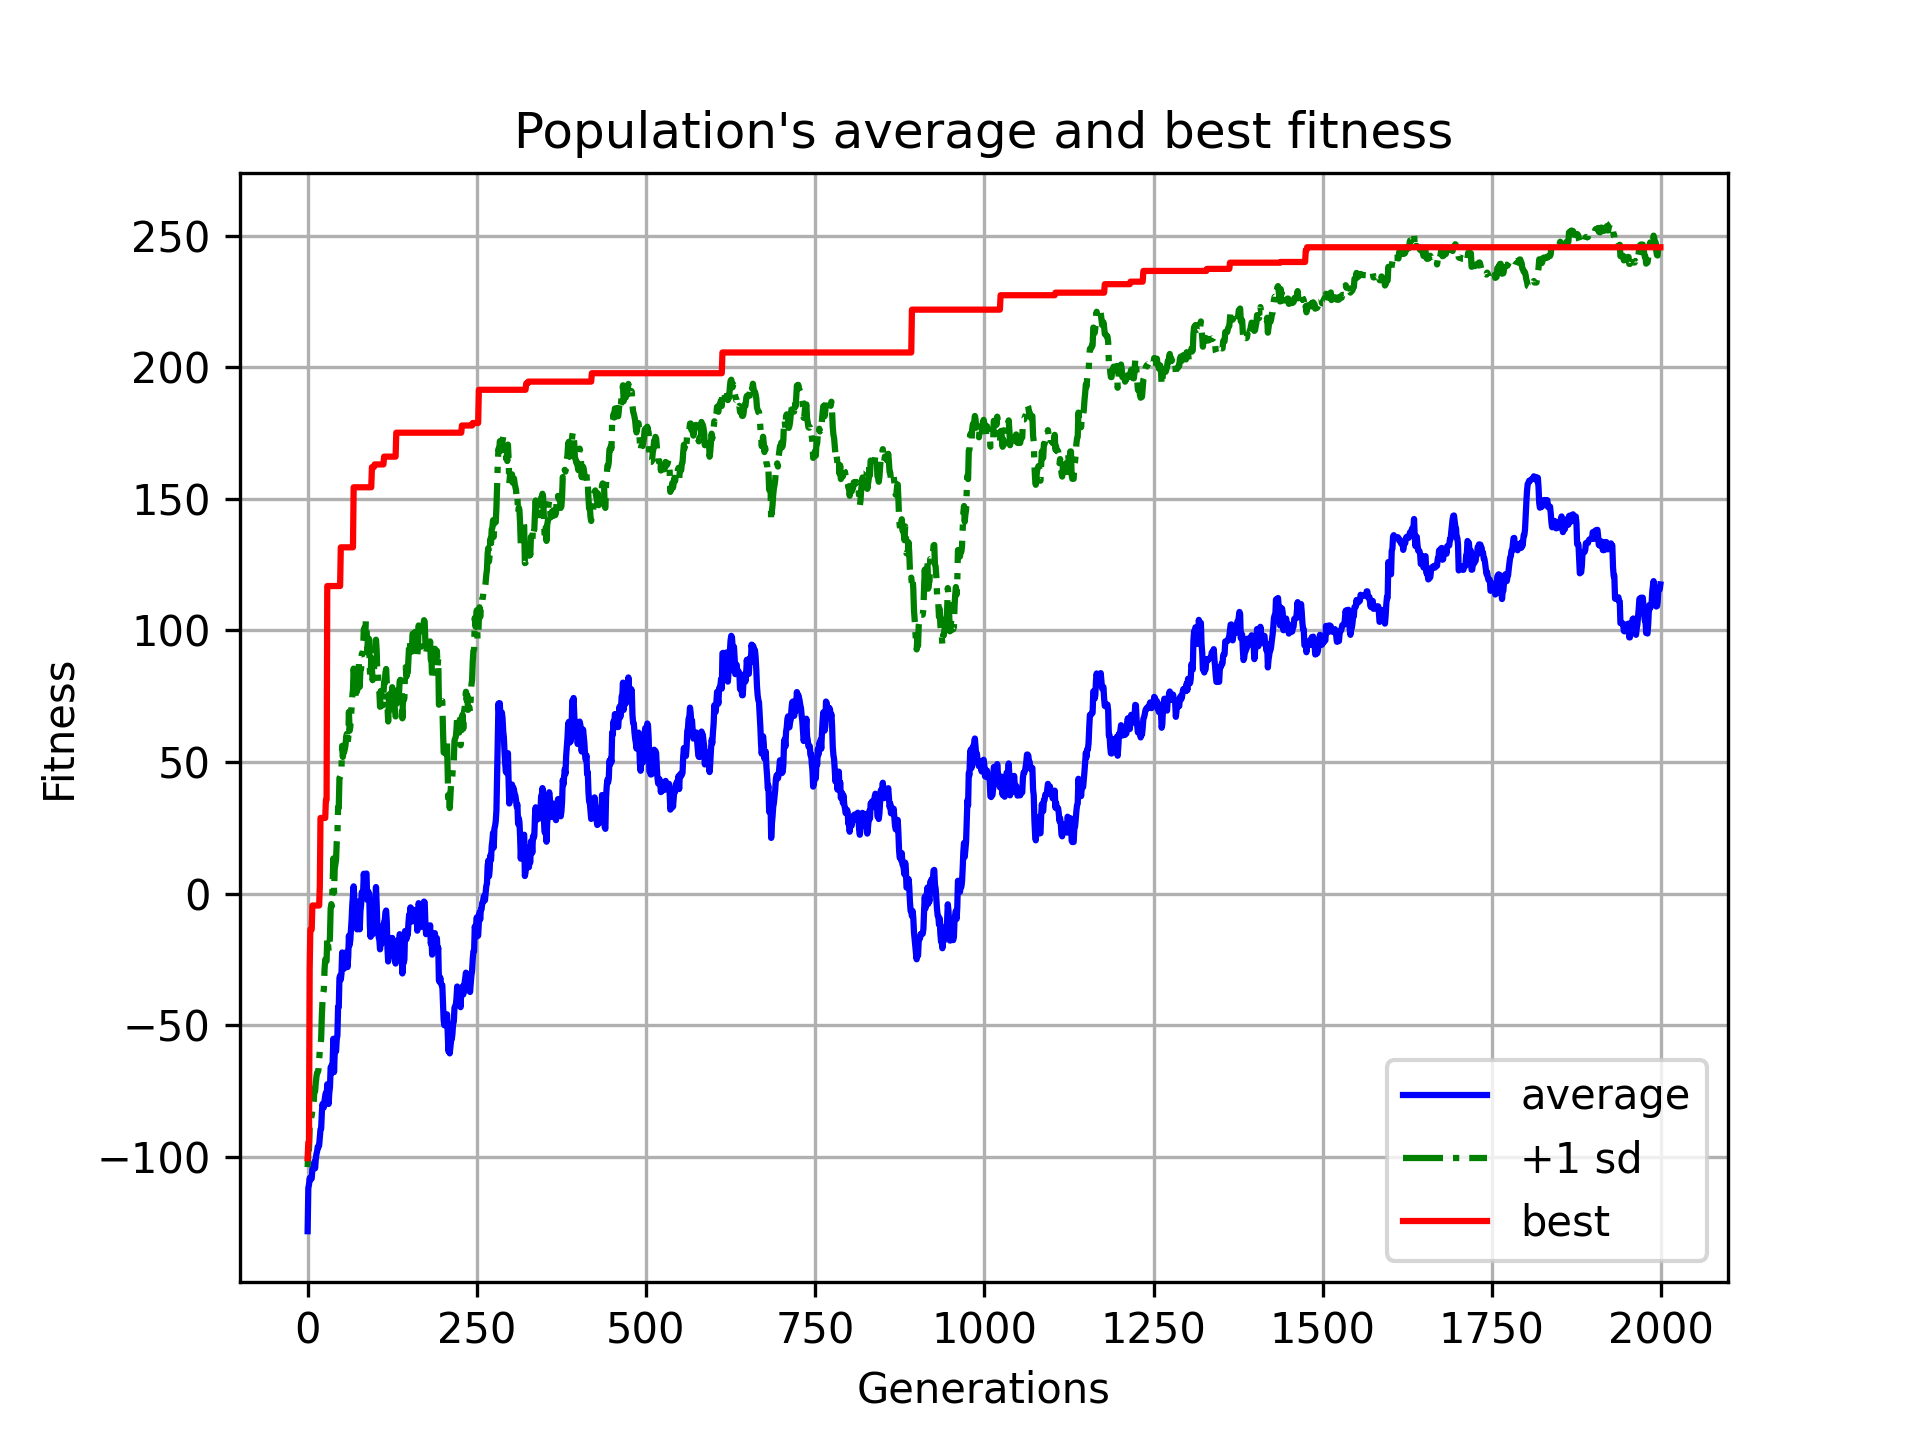 Population's average and best fitness
Fitness
250
200
150
100
50
0
−50
−100
0 250 500 750 1000 1250 1500 1750 2000
Generations
average
+1 sd
best